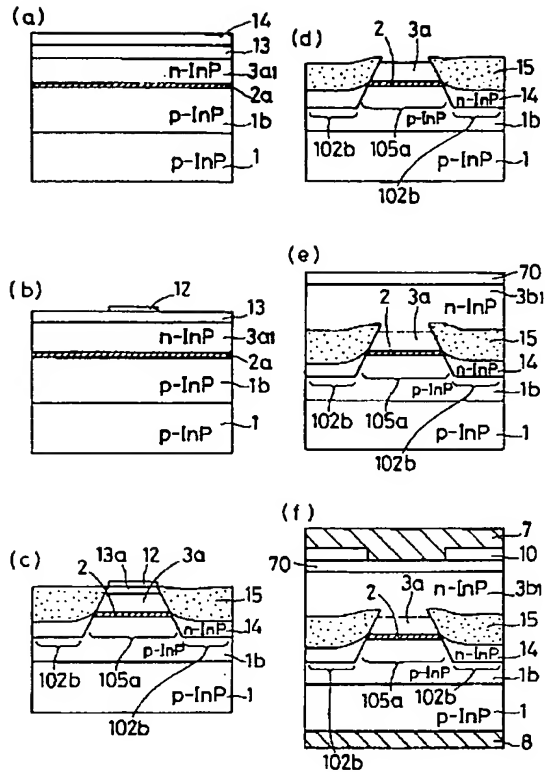 (a)
14
13
n-InP
3a1
2a
p-InP
1b
p-InP
1
(b)
12
13
n-InP
3a1
2a
p-InP
1b
p-InP
1
(c)
13a
12
3a
2
15
n-InP
14
p-InP
1b
102b
105a
102b
p-InP
1
(d)
2
3a
15
n-InP
14
p-InP
1b
102b
105a
102b
p-InP
1
(e)
70
3b1
n-InP
2
3a
15
n-InP
14
p-InP
1b
102b
105a
102b
p-InP
1
(f)
7
10
70
n-InP
3b1
2
3a
15
n-InP
14
p-InP
1b
105a
102b
p-InP
1
102b
8